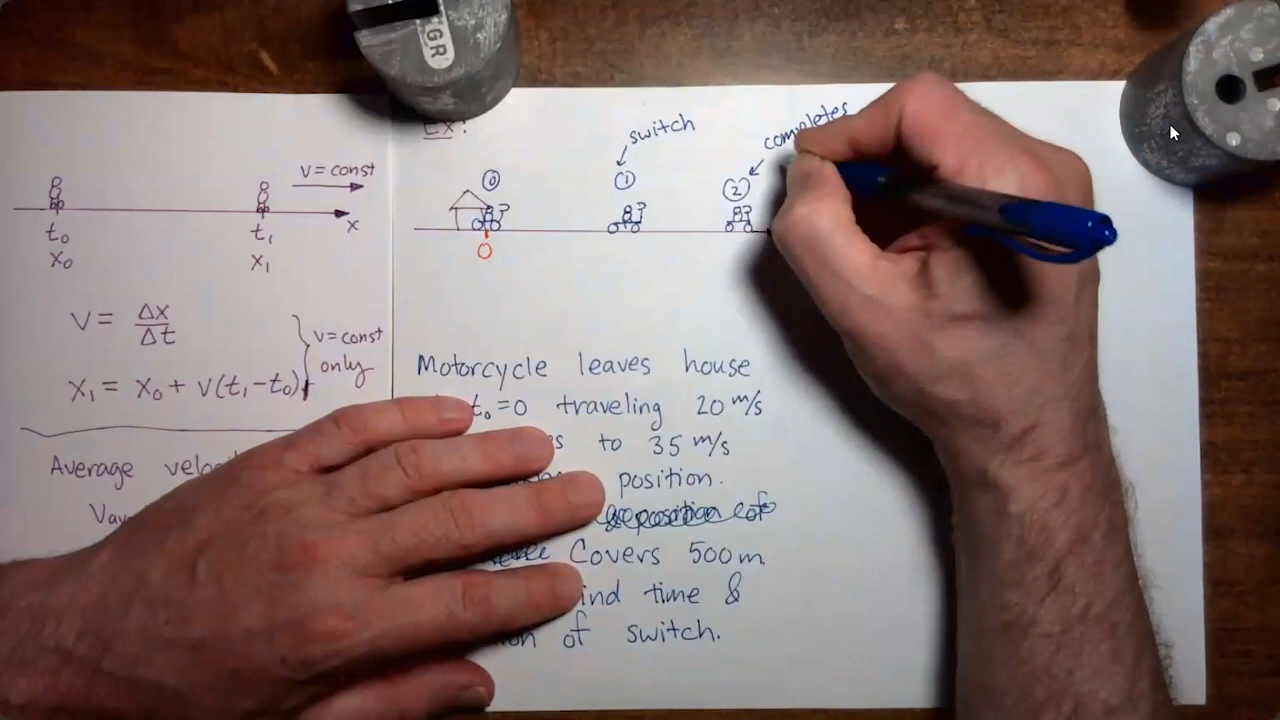 GR
v = const
t₀
t₁
x
x₀
x₁
v = Δx/Δt
x₁ = x₀ + v(t₁-t₀)
v = const
only
Average
Ex:
switch
completes
⓪
①
②
0
Motorcycle leaves house
t₀=0 traveling 20 m/s
to 35 m/s
position.
Covers 500m
time &
of switch.